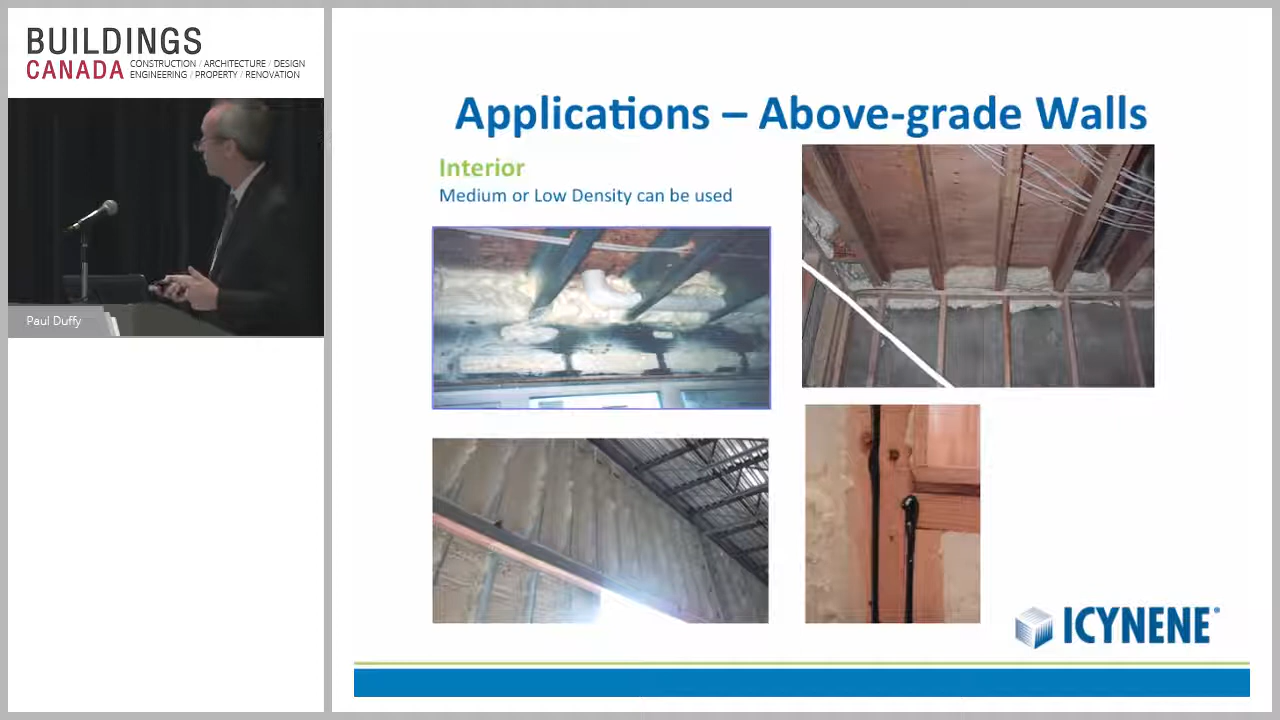 BUILDINGS
CANADA CONSTRUCTION / ARCHITECTURE / DESIGN
ENGINEERING / PROPERTY / RENOVATION
Paul Duffy
Applications – Above-grade Walls
Interior
Medium or Low Density can be used
ICYNENE®